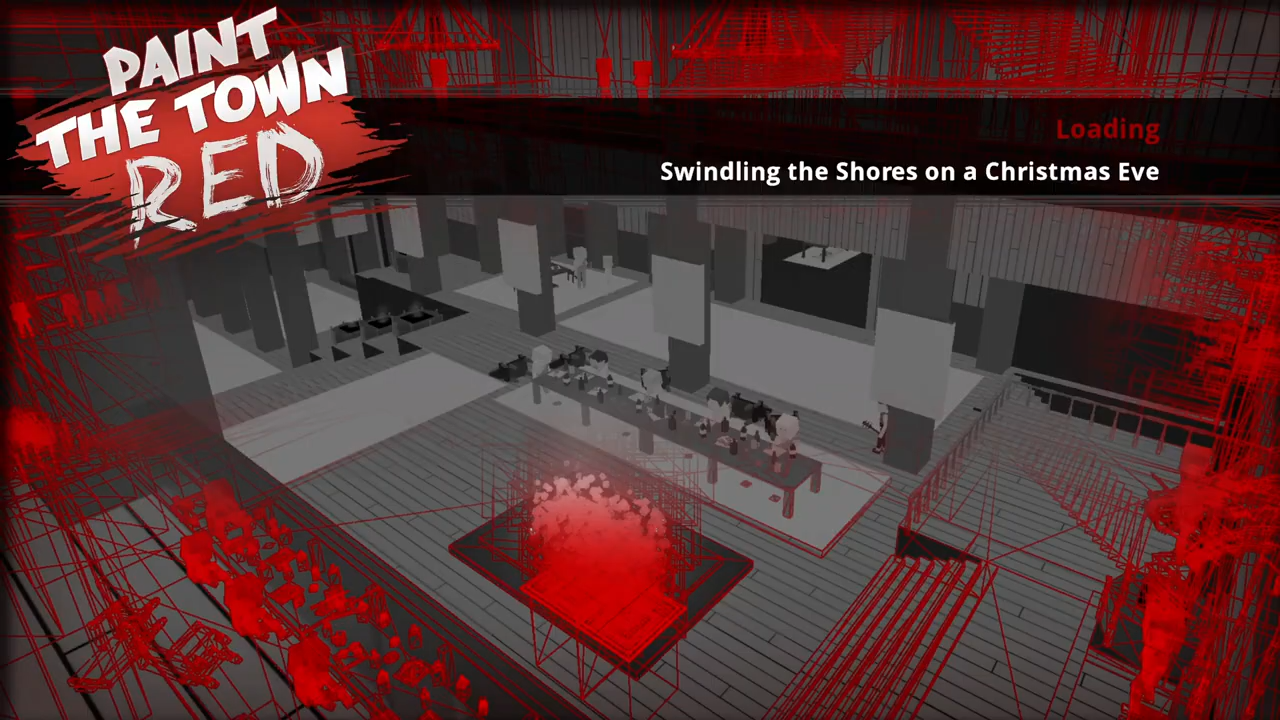 PAINT
THE TOWN
RED
Loading
Swindling the Shores on a Christmas Eve